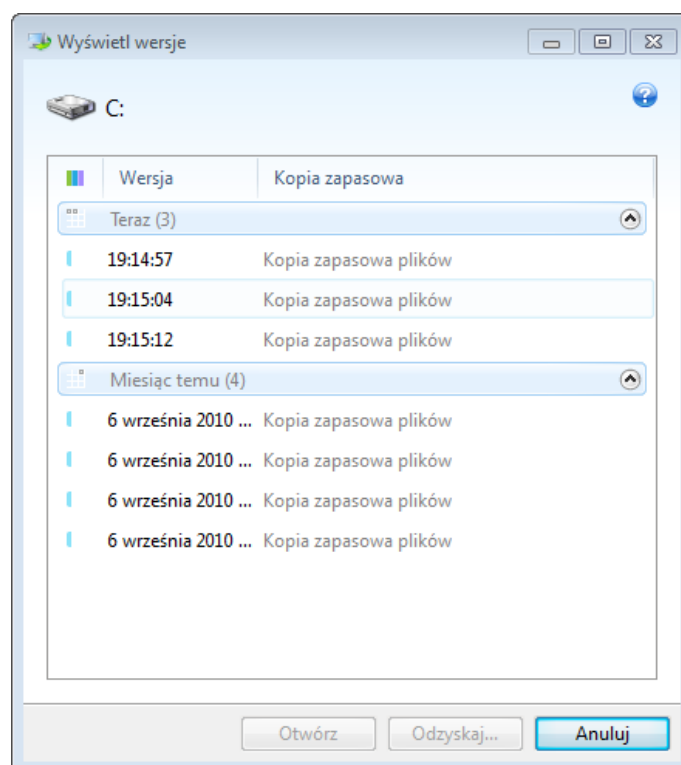 Wyświetl wersje
C:
Wersja Kopia zapasowa
Teraz (3)
19:14:57 Kopia zapasowa plików
19:15:04 Kopia zapasowa plików
19:15:12 Kopia zapasowa plików
Miesiąc temu (4)
6 września 2010 ... Kopia zapasowa plików
6 września 2010 ... Kopia zapasowa plików
6 września 2010 ... Kopia zapasowa plików
6 września 2010 ... Kopia zapasowa plików
Otwórz Odzyskaj... Anuluj